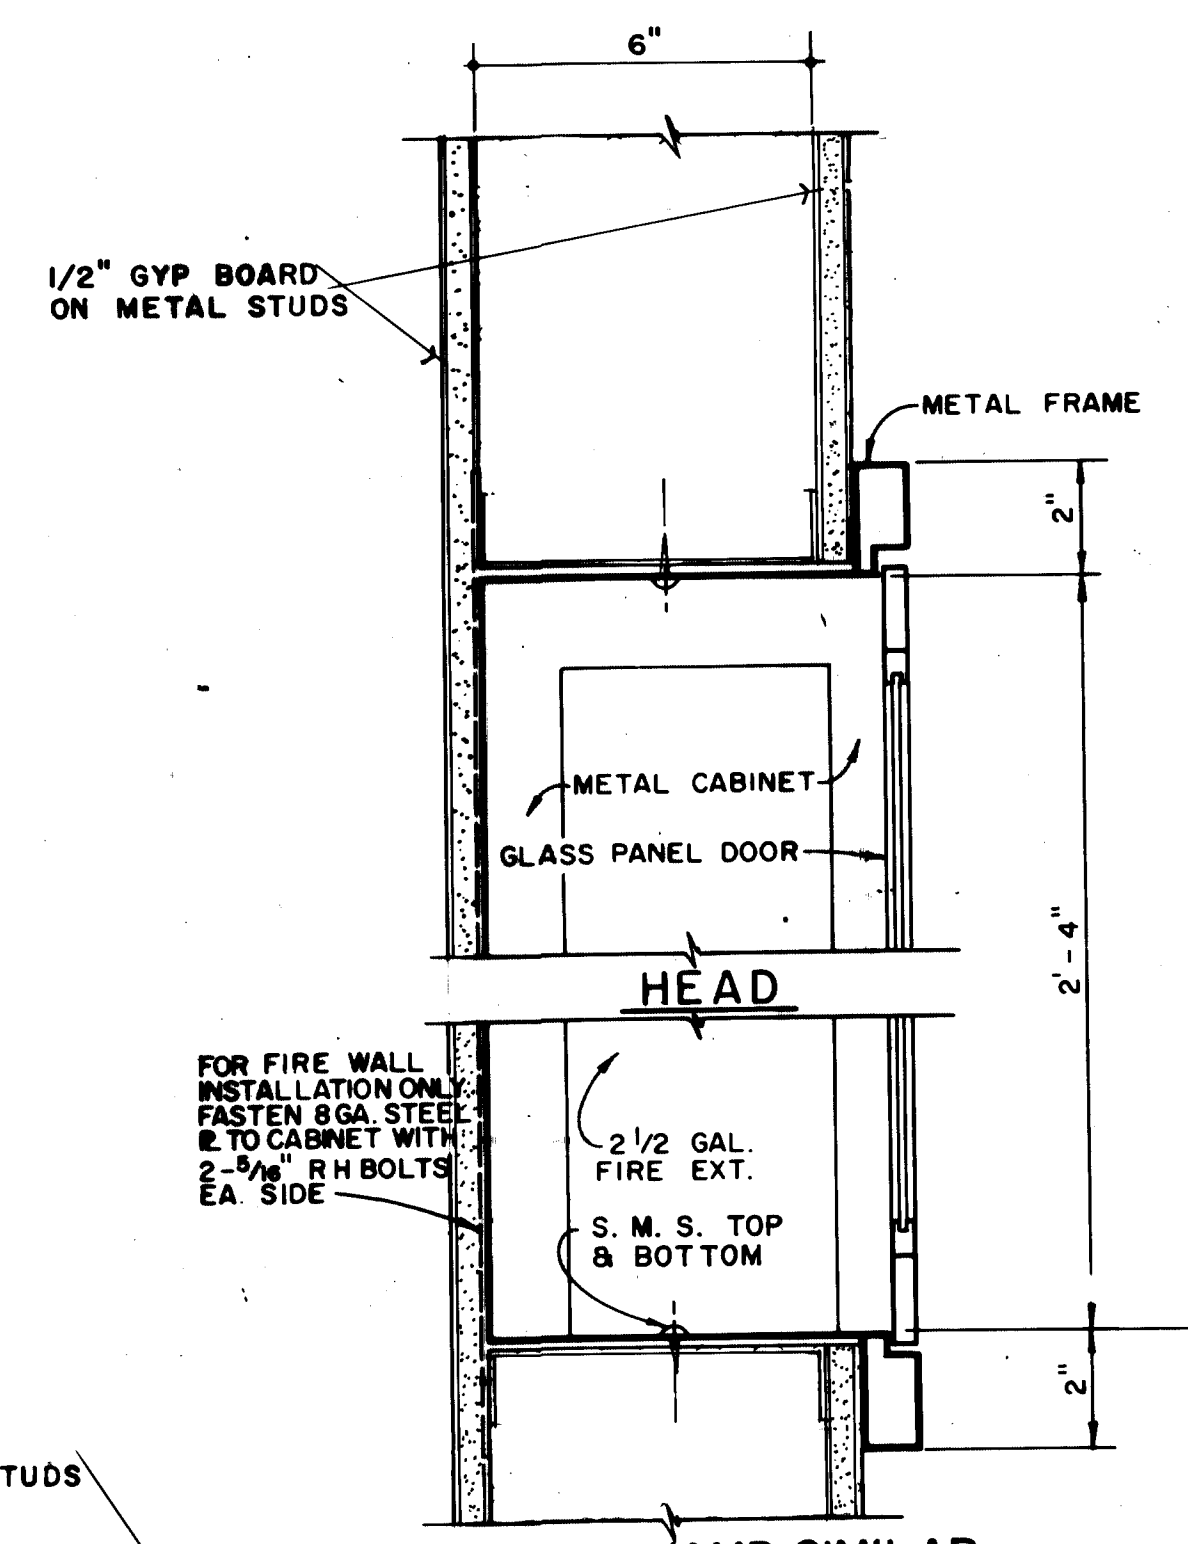 6"
1/2" GYP BOARD
ON METAL STUDS
METAL FRAME
2"
METAL CABINET
GLASS PANEL DOOR
2'-4"
HEAD
FOR FIRE WALL
INSTALLATION ONLY
FASTEN 8 GA. STEEL
℄ TO CABINET WITH
2-5/16" R H BOLTS
EA. SIDE
2 1/2 GAL.
FIRE EXT.
S. M. S. TOP
& BOTTOM
2"
TUDS
SIMILAR